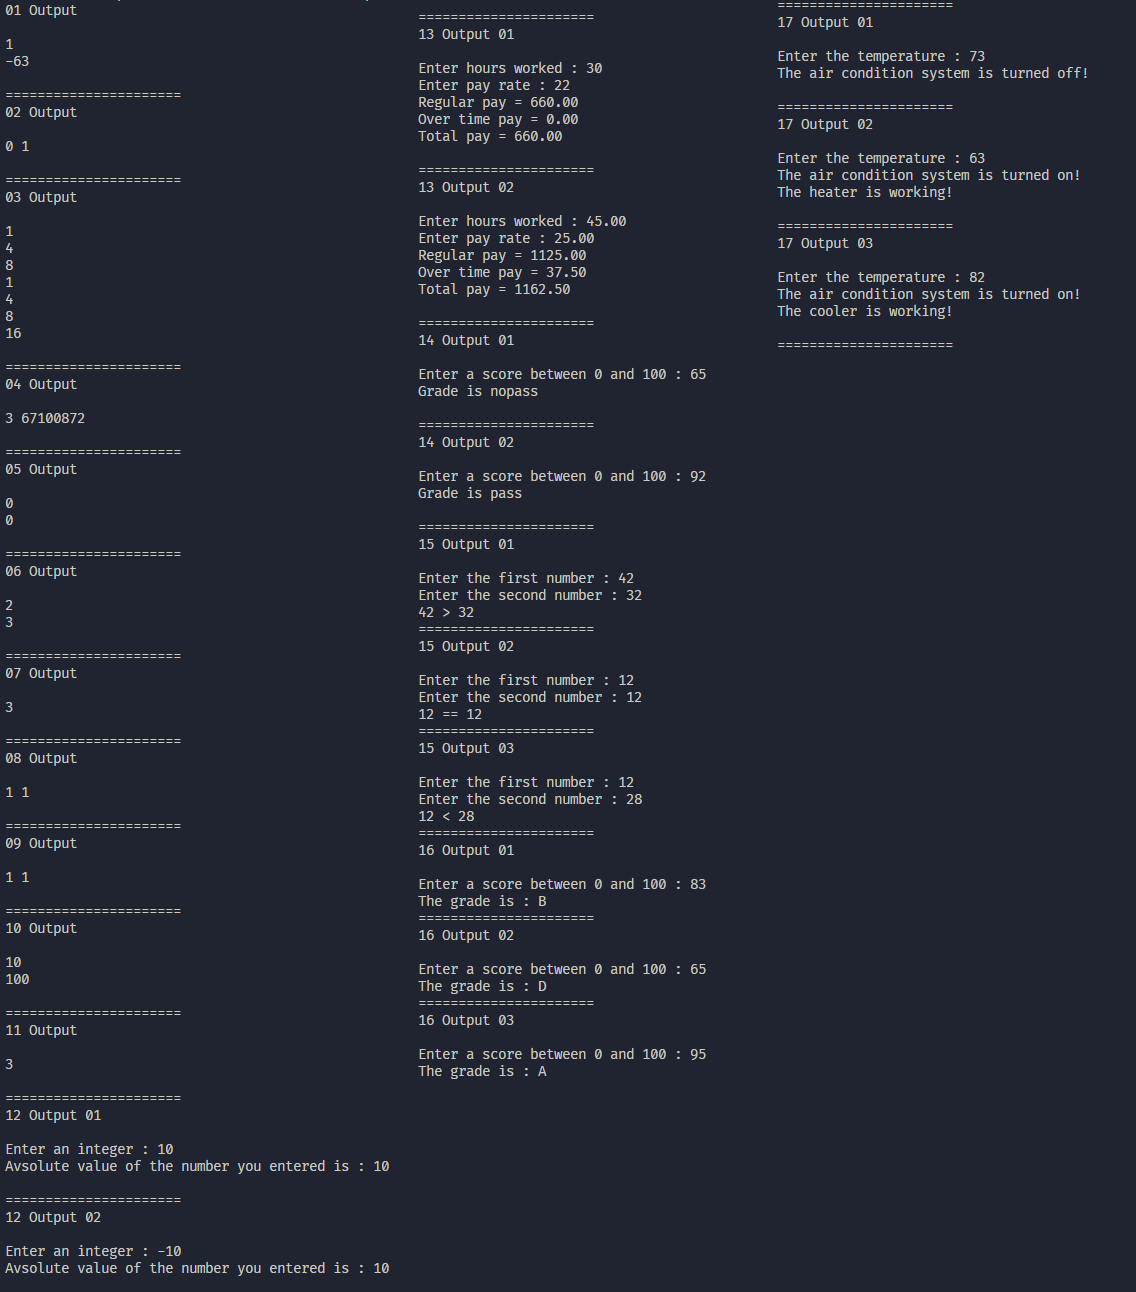 01 Output
1
-63
======================
02 Output
0 1
======================
03 Output
1
4
8
1
4
8
16
======================
04 Output
3 67100872
======================
05 Output
0
0
======================
06 Output
2
3
======================
07 Output
3
======================
08 Output
1 1
======================
09 Output
1 1
======================
10 Output
10
100
======================
11 Output
3
======================
12 Output 01
Enter an integer : 10
Avsolute value of the number you entered is : 10
======================
12 Output 02
Enter an integer : -10
Avsolute value of the number you entered is : 10
======================
13 Output 01
Enter hours worked : 30
Enter pay rate : 22
Regular pay = 660.00
Over time pay = 0.00
Total pay = 660.00
======================
13 Output 02
Enter hours worked : 45.00
Enter pay rate : 25.00
Regular pay = 1125.00
Over time pay = 37.50
Total pay = 1162.50
======================
14 Output 01
Enter a score between 0 and 100 : 65
Grade is nopass
======================
14 Output 02
Enter a score between 0 and 100 : 92
Grade is pass
======================
15 Output 01
Enter the first number : 42
Enter the second number : 32
42 > 32
======================
15 Output 02
Enter the first number : 12
Enter the second number : 12
12 == 12
======================
15 Output 03
Enter the first number : 12
Enter the second number : 28
12 < 28
======================
16 Output 01
Enter a score between 0 and 100 : 83
The grade is : B
======================
16 Output 02
Enter a score between 0 and 100 : 65
The grade is : D
======================
16 Output 03
Enter a score between 0 and 100 : 95
The grade is : A
======================
17 Output 01
Enter the temperature : 73
The air condition system is turned off!
======================
17 Output 02
Enter the temperature : 63
The air condition system is turned on!
The heater is working!
======================
17 Output 03
Enter the temperature : 82
The air condition system is turned on!
The cooler is working!
======================